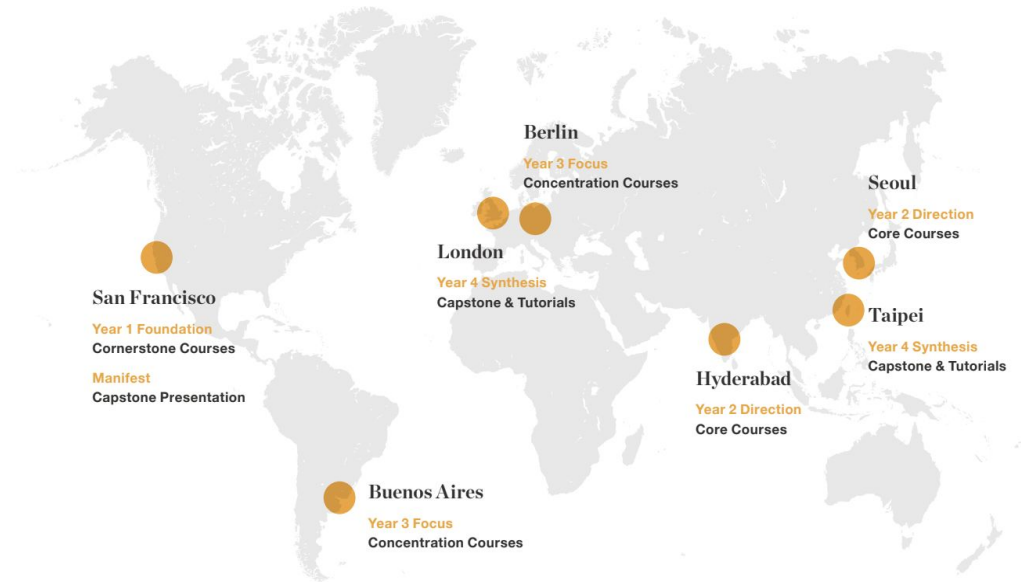 Berlin
Year 3 Focus
Concentration Courses
Seoul
Year 2 Direction
Core Courses
London
Year 4 Synthesis
Capstone & Tutorials
San Francisco
Year 1 Foundation
Cornerstone Courses
Manifest
Capstone Presentation
Taipei
Year 4 Synthesis
Capstone & Tutorials
Hyderabad
Year 2 Direction
Core Courses
Buenos Aires
Year 3 Focus
Concentration Courses